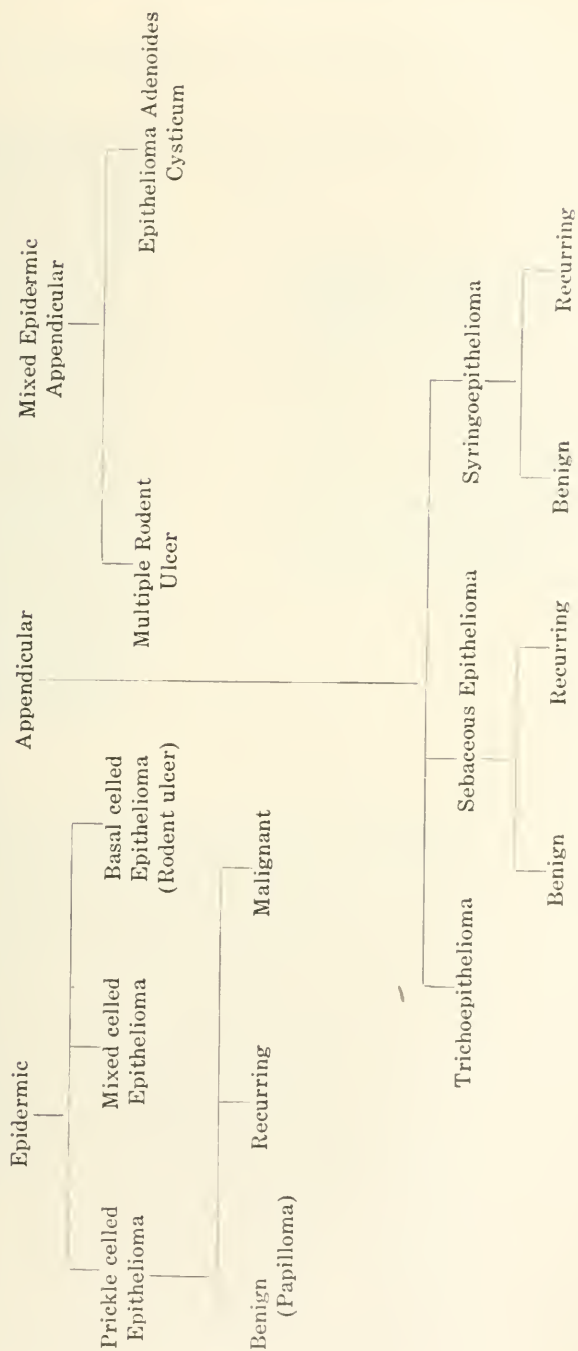 Epidermic
Prickle celled
Epithelioma
Mixed celled
Epithelioma
Basal celled
Epithelioma
(Rodent ulcer)
Benign
(Papilloma)
Recurring
Malignant
Appendicular
Trichoepithelioma
Sebaceous Epithelioma
Syringoepithelioma
Benign
Recurring
Benign
Recurring
Mixed Epidermic
Appendicular
Multiple Rodent
Ulcer
Epithelioma Adenoides
Cysticum